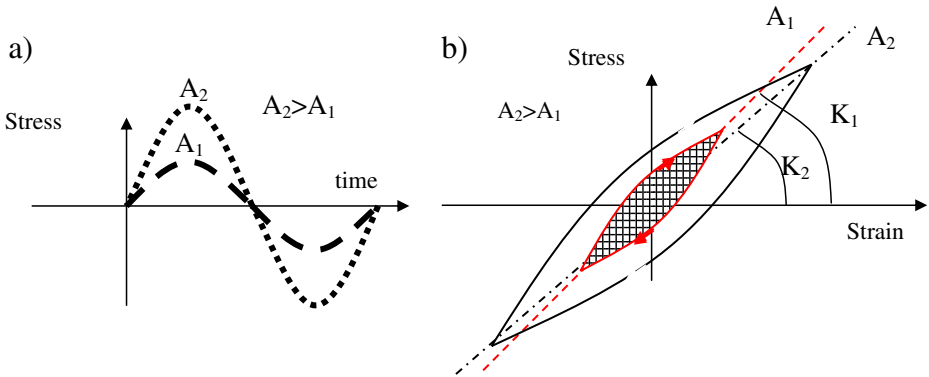 a)
A₂
A₂>A₁
Stress
A₁
time
b)
A₁
A₂
Stress
A₂>A₁
K₁
K₂
Strain